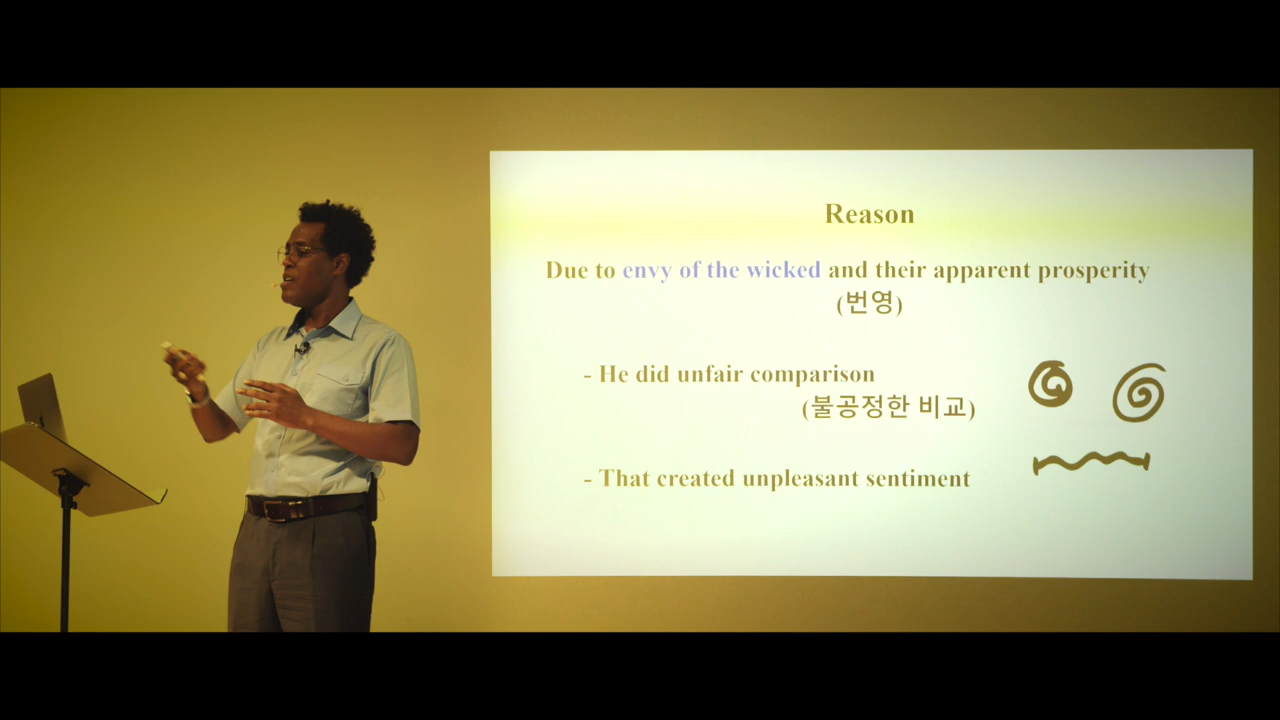 Reason
Due to envy of the wicked and their apparent prosperity
(번영)
- He did unfair comparison
(불공정한 비교)
- That created unpleasant sentiment